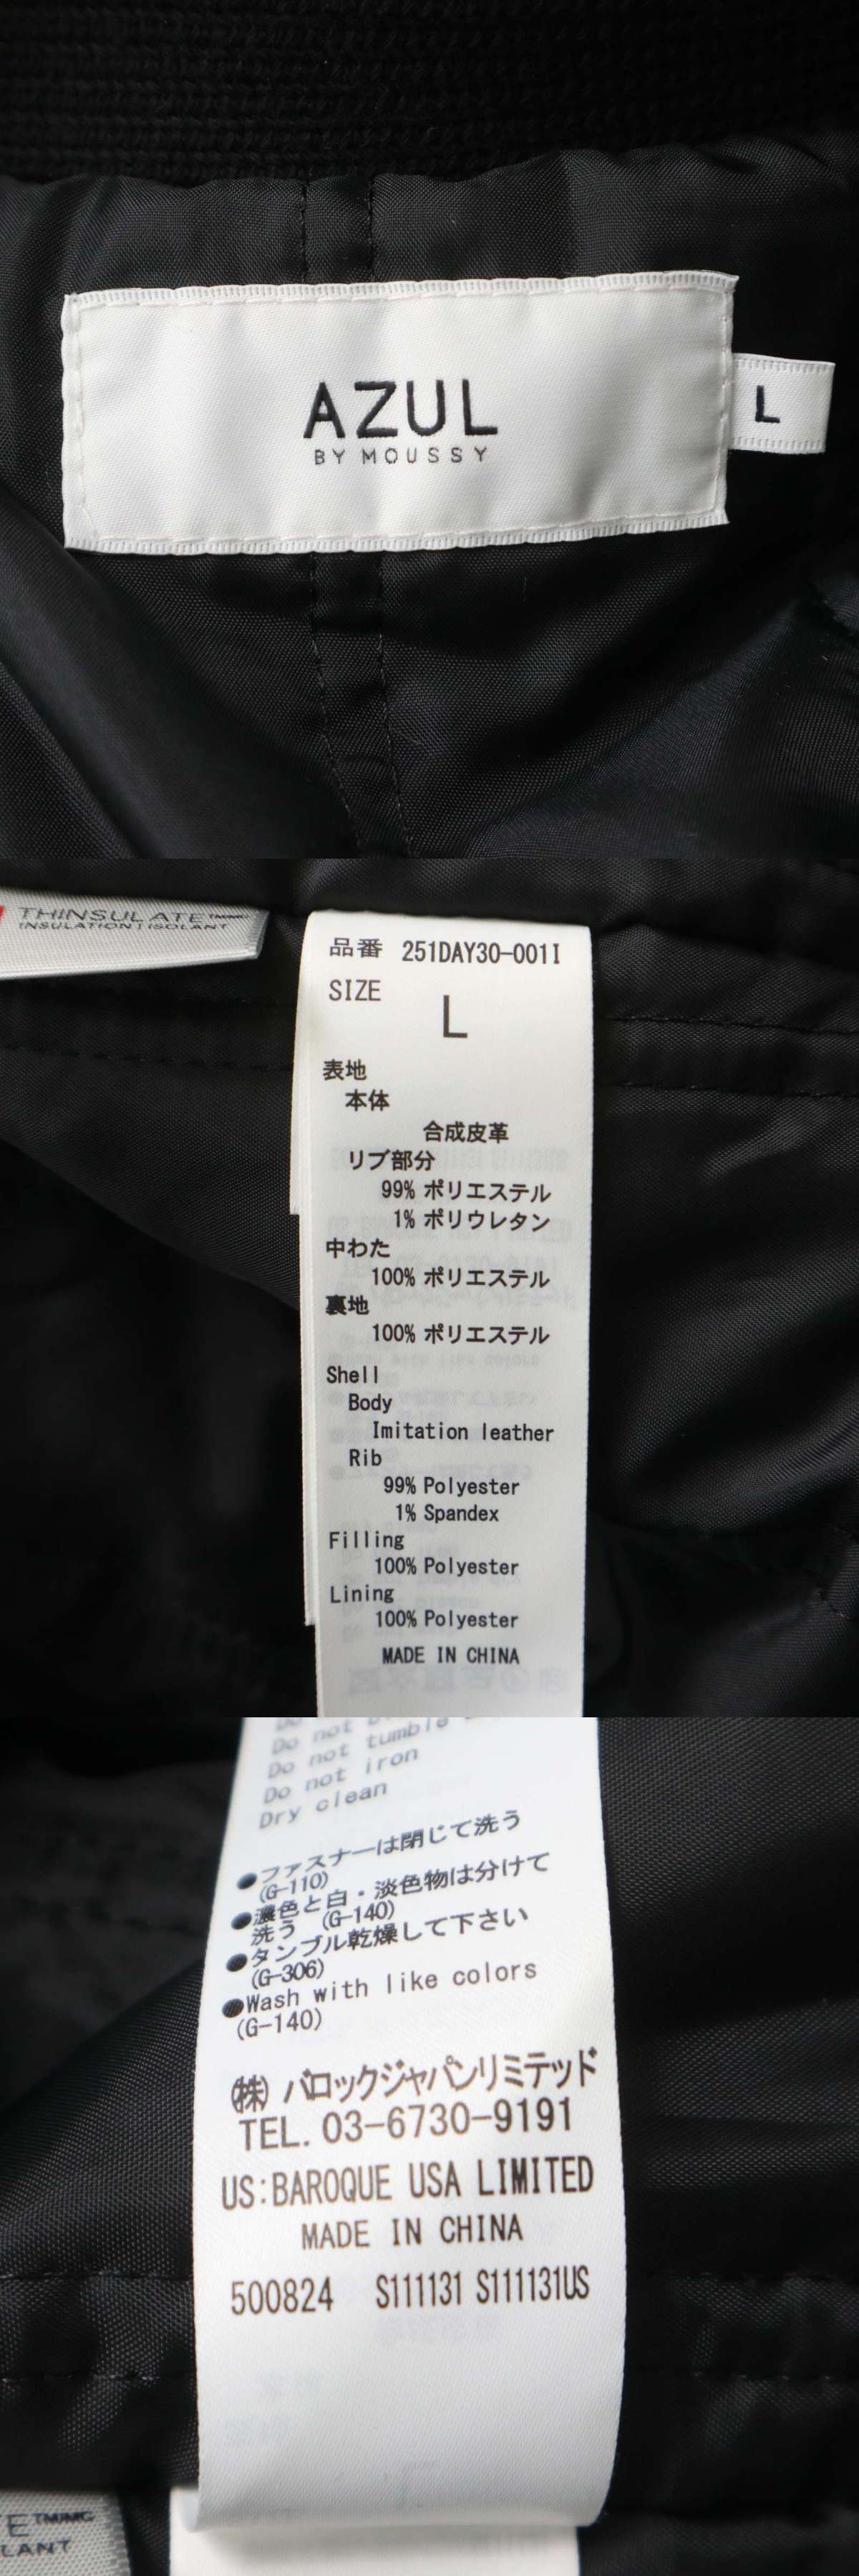 AZUL
BY MOUSSY
L
THINSULATE™/MC
INSULATION | ISOLANT
品番 251DAY30-001I
SIZE
L
表地
本体
合成皮革
リブ部分
99% ポリエステル
1% ポリウレタン
中わた
100% ポリエステル
裏地
100% ポリエステル
Shell
Body
Imitation leather
Rib
99% Polyester
1% Spandex
Filling
100% Polyester
Lining
100% Polyester
MADE IN CHINA
Do not
Do not tumble
Do not iron
Dry clean
●ファスナーは閉じて洗う
(G-110)
●濃色と白・淡色物は分けて
洗う (G-140)
●タンブル乾燥して下さい
(G-306)
●Wash with like colors
(G-140)
(株) バロックジャパンリミテッド
TEL. 03-6730-9191
US:BAROQUE USA LIMITED
MADE IN CHINA
500824 S111131 S111131US